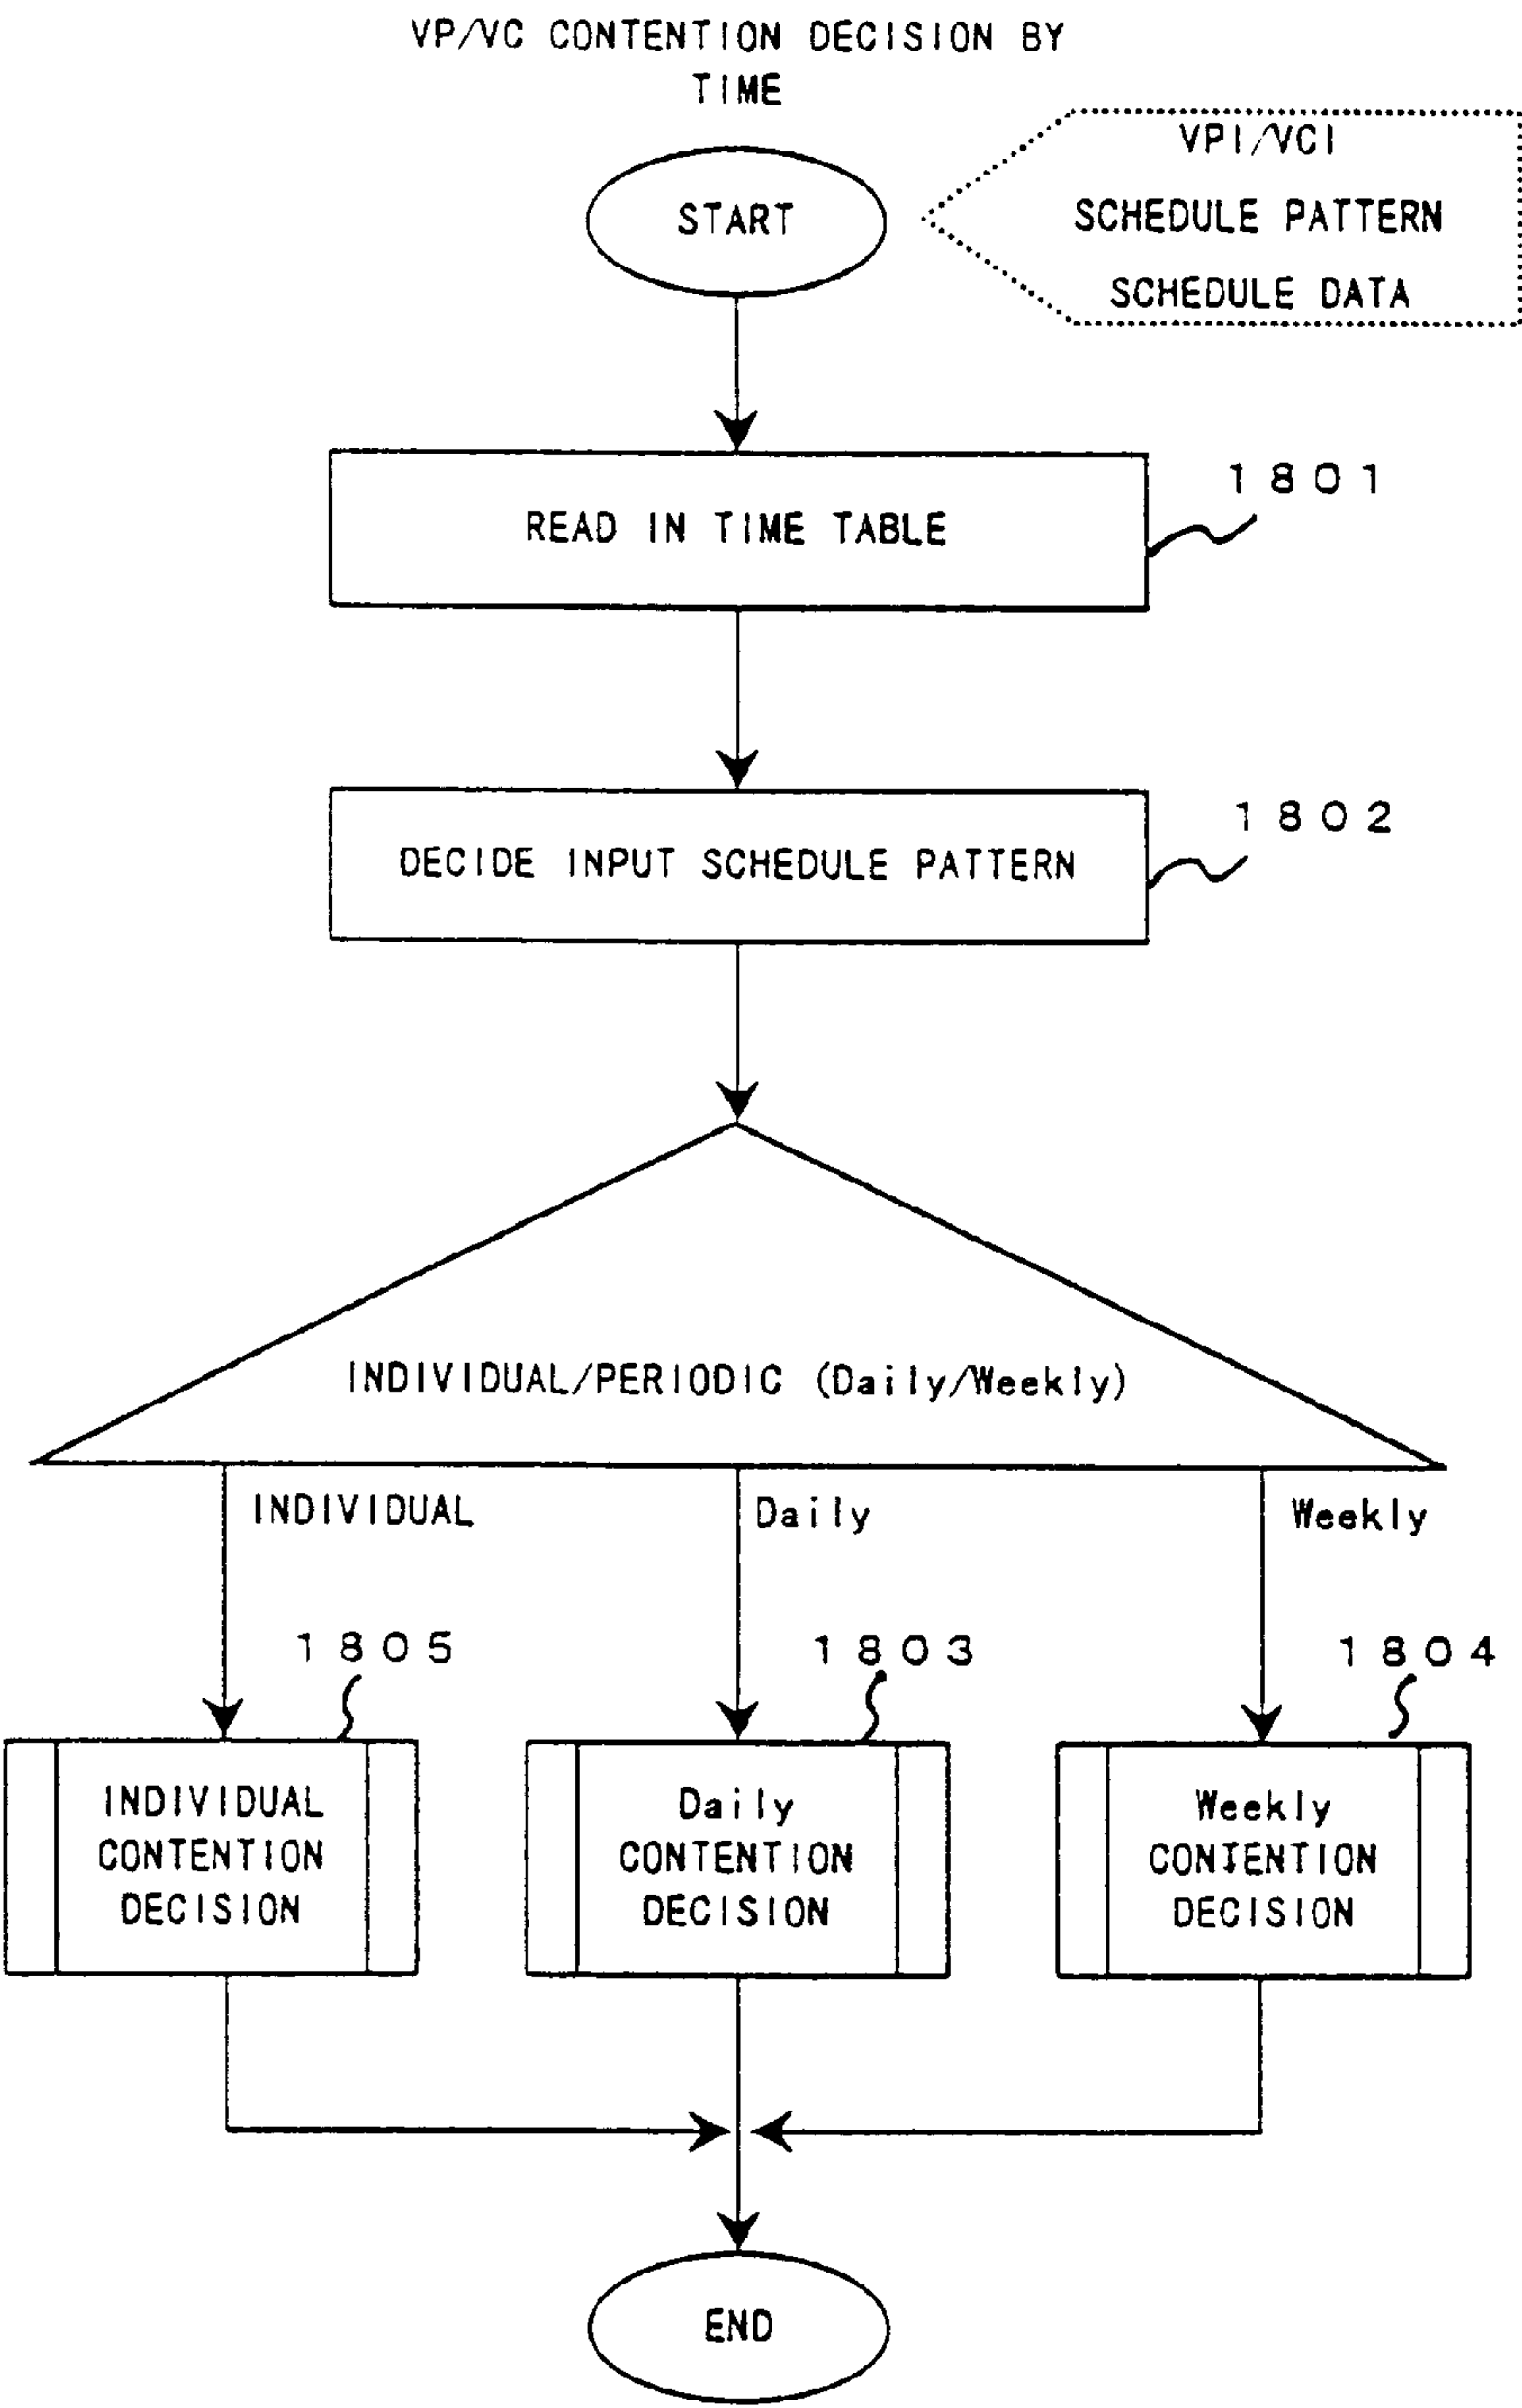 VP/VC CONTENTION DECISION BY
TIME
START
VPI/VCI
SCHEDULE PATTERN
SCHEDULE DATA
READ IN TIME TABLE
1801
DECIDE INPUT SCHEDULE PATTERN
1802
INDIVIDUAL/PERIODIC (Daily/Weekly)
INDIVIDUAL
Daily
Weekly
1805
1803
1804
INDIVIDUAL
CONTENTION
DECISION
Daily
CONTENTION
DECISION
Weekly
CONTENTION
DECISION
END